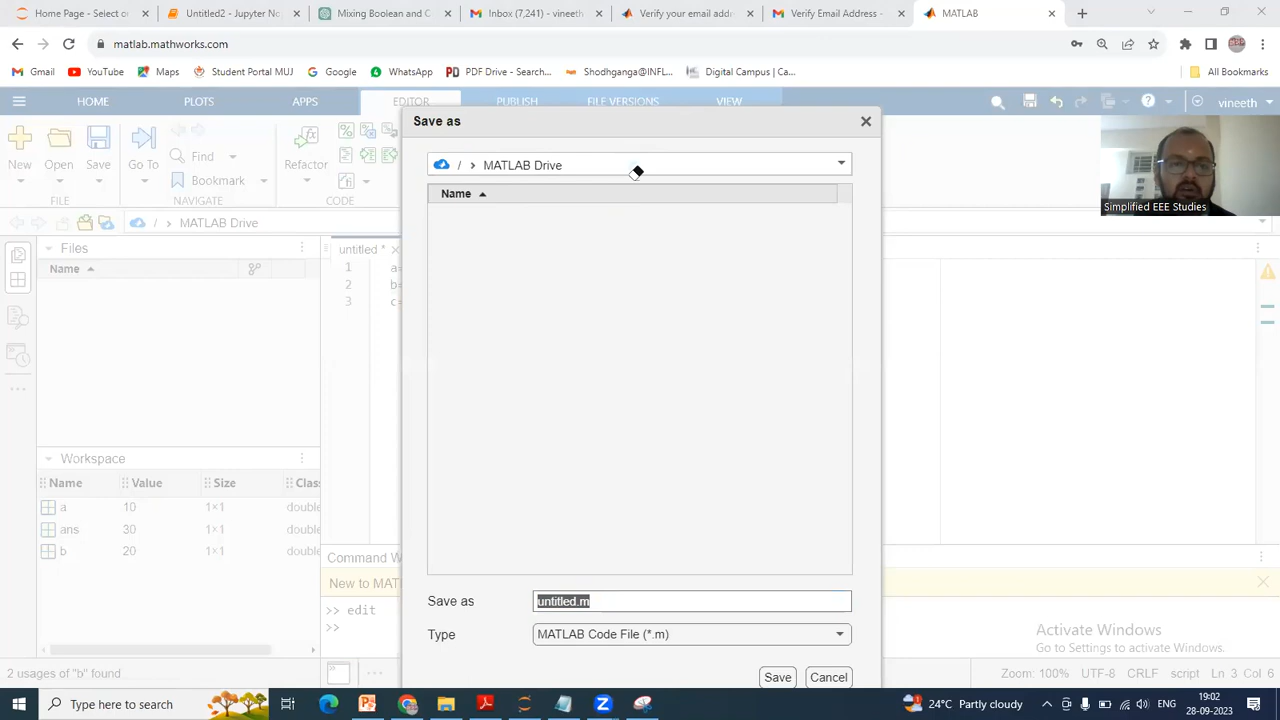 Home Page - Select or
Untitled2 - Jupyter No
Mixing Boolean and C
Inbox (7,241) - vineeth
Verify your email addr
Verify Email Address -
MATLAB
matlab.mathworks.com
Gmail
YouTube
Maps
Student Portal MUJ
Google
WhatsApp
PDF Drive - Search...
Shodhganga@INFL...
Digital Campus | Ca...
All Bookmarks
HOME
PLOTS
APPS
EDITOR
PUBLISH
FILE VERSIONS
VIEW
vineeth
Save as
New
Open
Save
Go To
Find
Bookmark
Refactor
FILE
NAVIGATE
CODE
/ > MATLAB Drive
Name
Simplified EEE Studies
/ > MATLAB Drive
Files
Name
untitled *
1 a=
2 b=
3 c=
Workspace
Name Value Size Class
a 10 1×1 double
ans 30 1×1 double
b 20 1×1 double
Command W
New to MAT
>> edit
>>
Save as untitled.m
Type MATLAB Code File (*.m)
Save
Cancel
Activate Windows
Go to Settings to activate Windows.
2 usages of "b" found
Zoom: 100% UTF-8 CRLF script Ln 3 Col 6
Type here to search
24°C Partly cloudy
ENG
19:02
28-09-2023